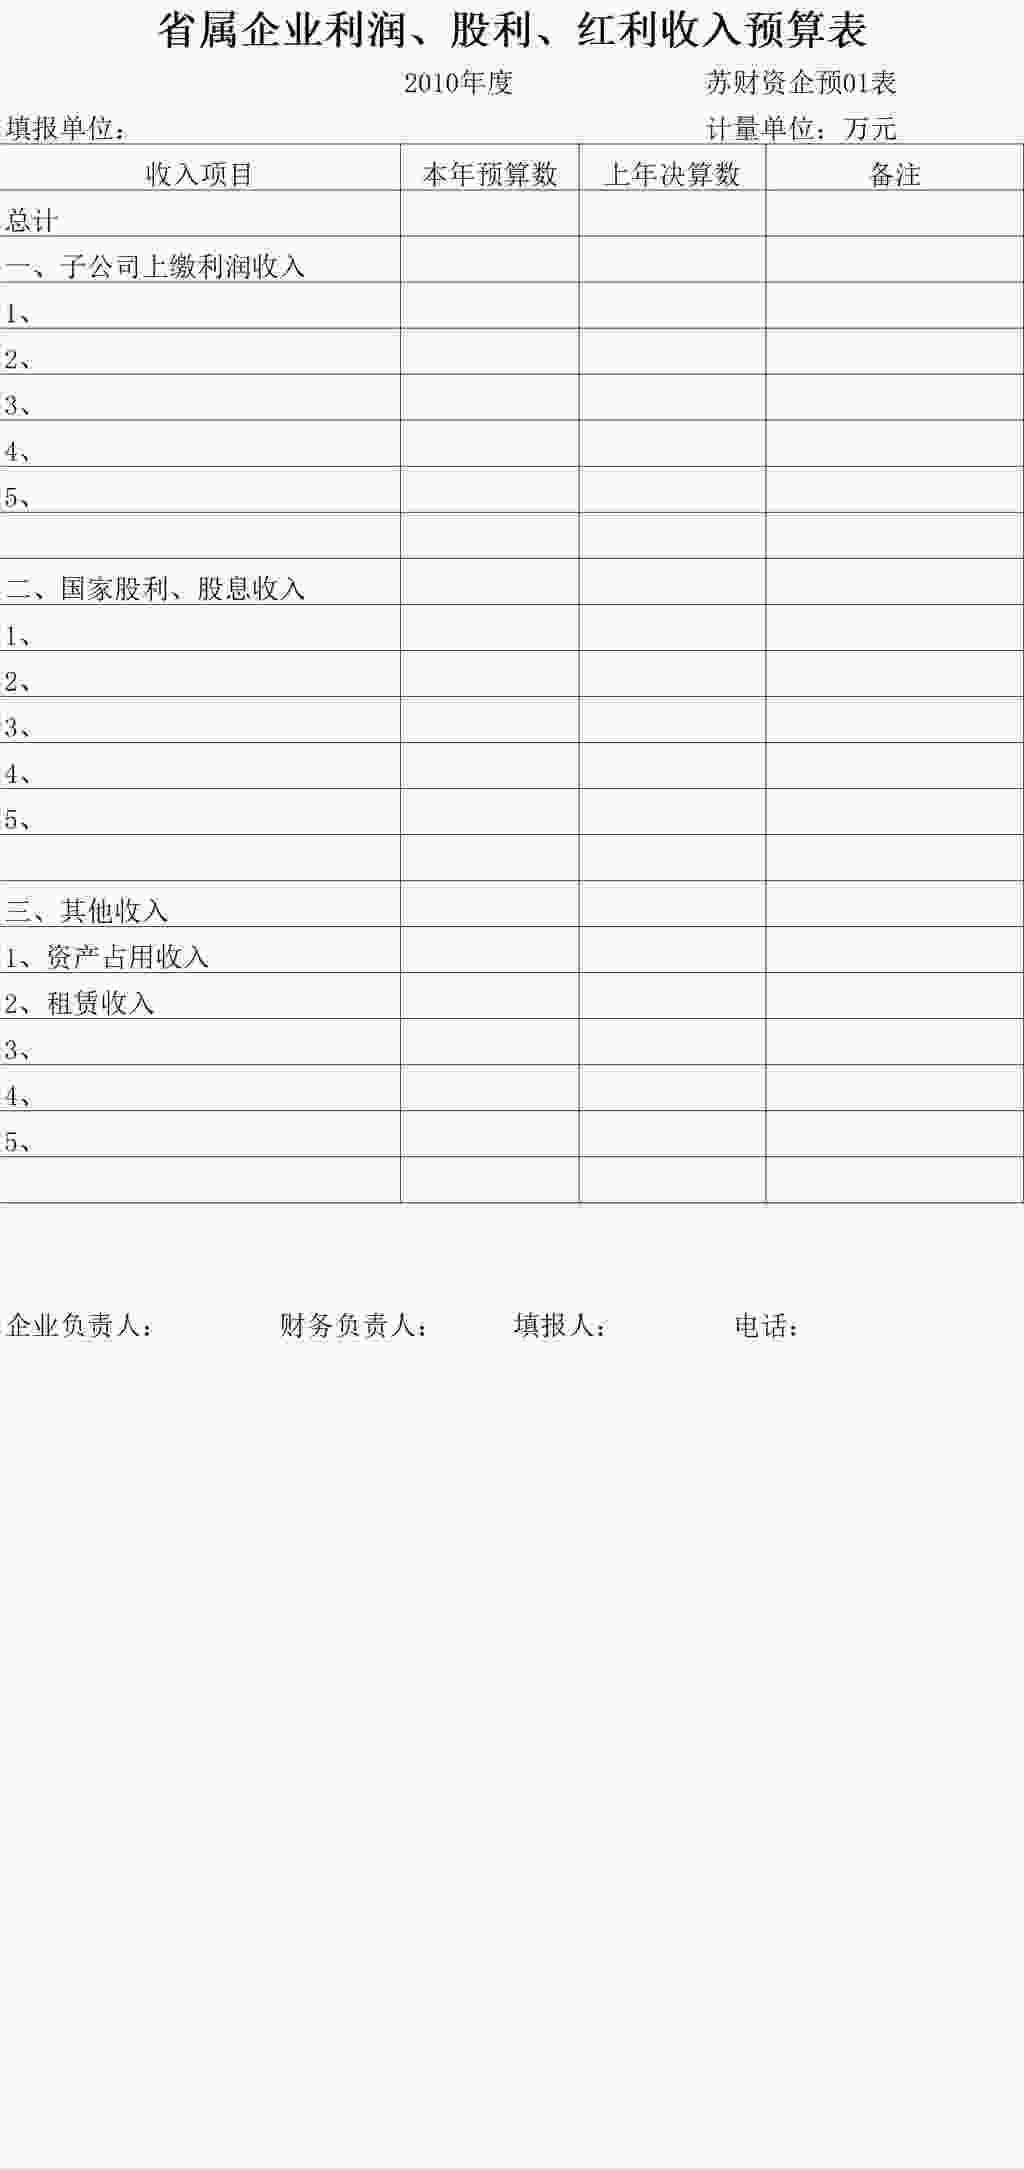 省属企业利润、股利、红利收入预算表
2010年度 苏财资企预01表
填报单位： 计量单位：万元
收入项目 本年预算数 上年决算数 备注
总计
一、子公司上缴利润收入
1、
2、
3、
4、
5、
二、国家股利、股息收入
1、
2、
3、
4、
5、
三、其他收入
1、资产占用收入
2、租赁收入
3、
4、
5、
企业负责人： 财务负责人： 填报人： 电话：